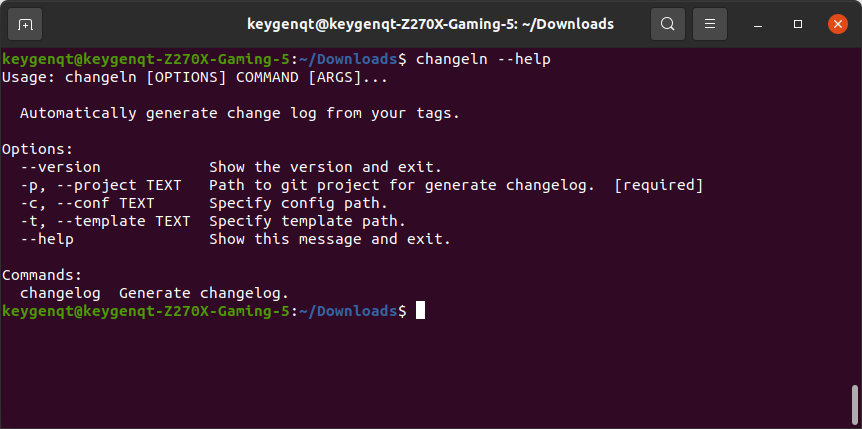 keygenqt@keygenqt-Z270X-Gaming-5: ~/Downloads
keygenqt@keygenqt-Z270X-Gaming-5:~/Downloads$ changeln --help
Usage: changeln [OPTIONS] COMMAND [ARGS]...
  Automatically generate change log from your tags.
Options:
  --version            Show the version and exit.
  -p, --project TEXT   Path to git project for generate changelog.  [required]
  -c, --conf TEXT      Specify config path.
  -t, --template TEXT  Specify template path.
  --help               Show this message and exit.
Commands:
  changelog  Generate changelog.
keygenqt@keygenqt-Z270X-Gaming-5:~/Downloads$